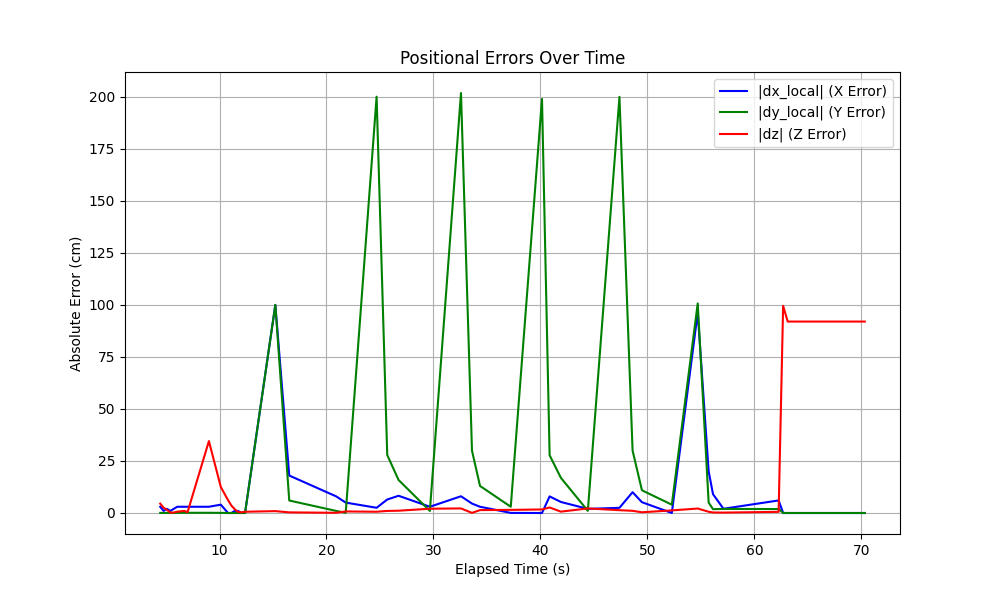 Positional Errors Over Time
|dx_local| (X Error)
|dy_local| (Y Error)
|dz| (Z Error)
200
175
150
125
100
75
50
25
0
Absolute Error (cm)
10 20 30 40 50 60 70
Elapsed Time (s)